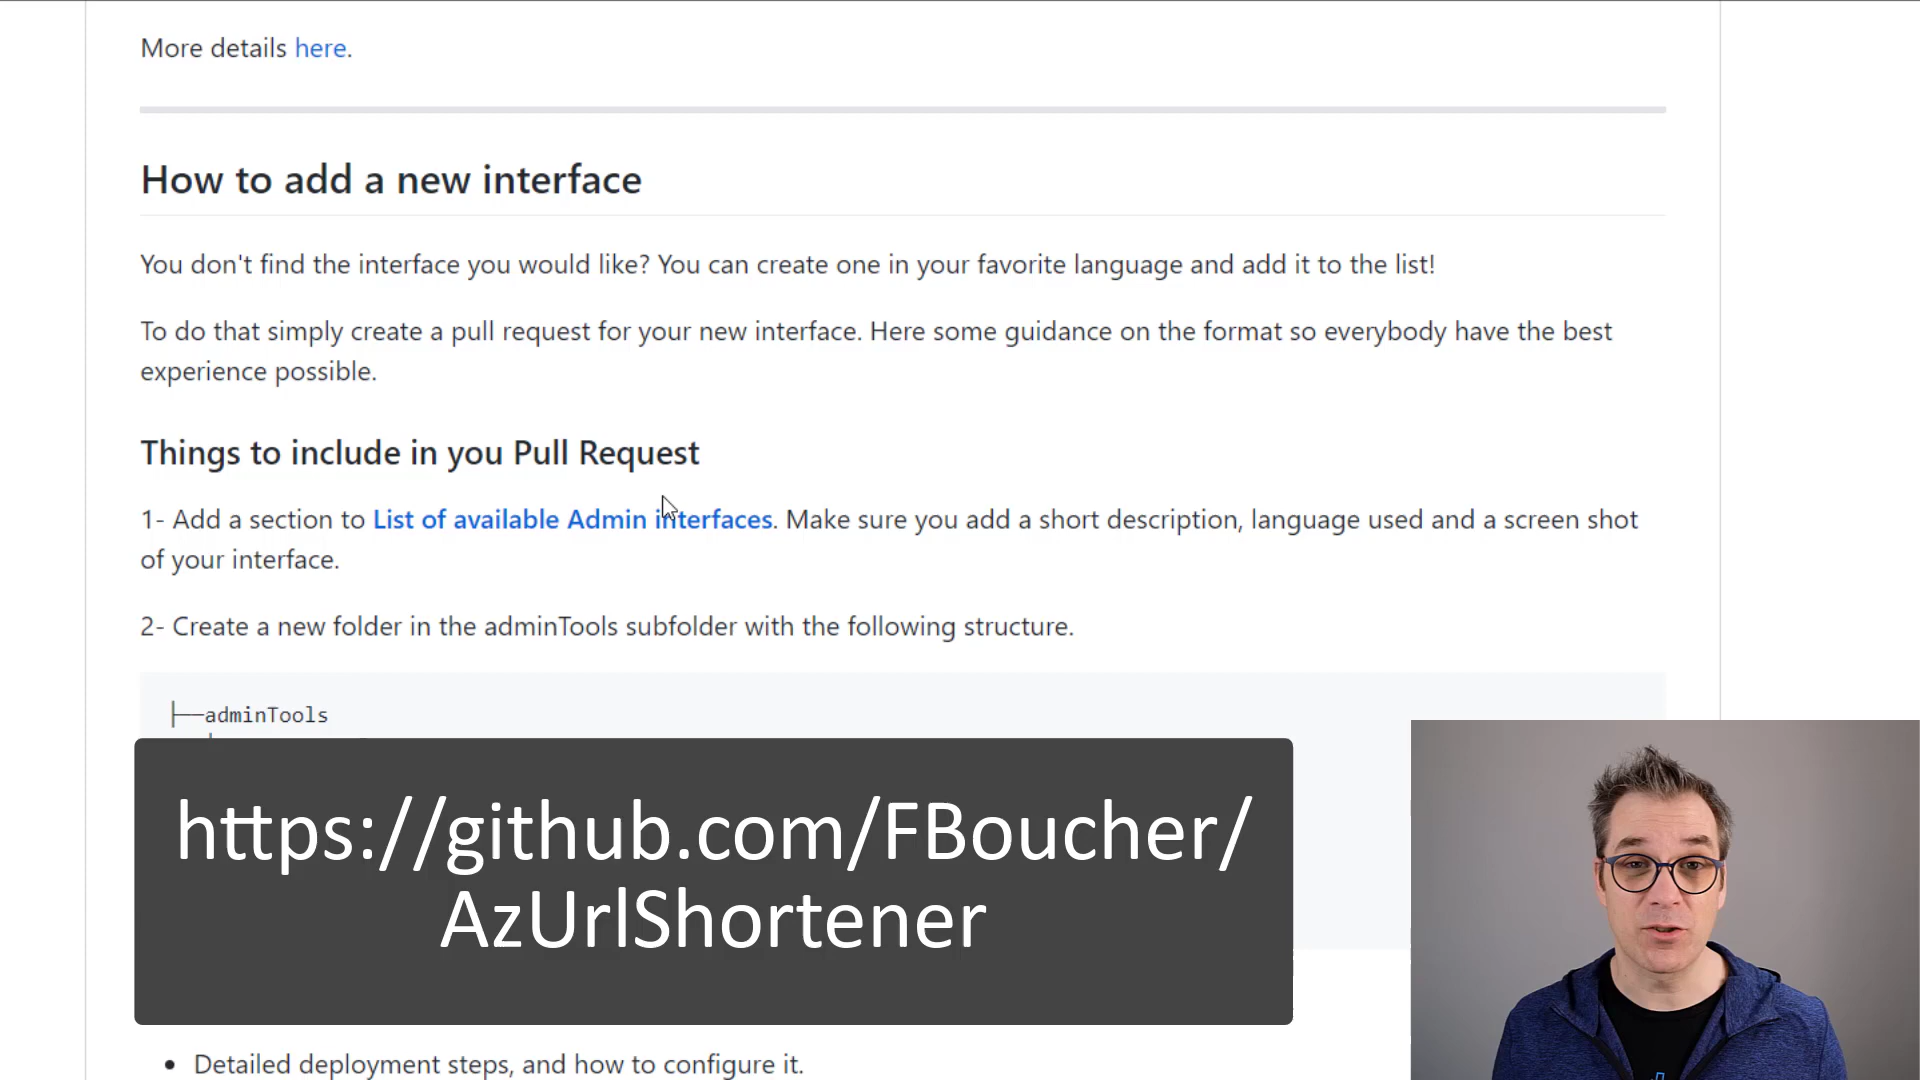 More details here.
How to add a new interface
You don't find the interface you would like? You can create one in your favorite language and add it to the list!
To do that simply create a pull request for your new interface. Here some guidance on the format so everybody have the best
experience possible.
Things to include in you Pull Request
1- Add a section to List of available Admin interfaces. Make sure you add a short description, language used and a screen shot
of your interface.
2- Create a new folder in the adminTools subfolder with the following structure.
├──adminTools
https://github.com/FBoucher/
AzUrlShortener
• Detailed deployment steps, and how to configure it.